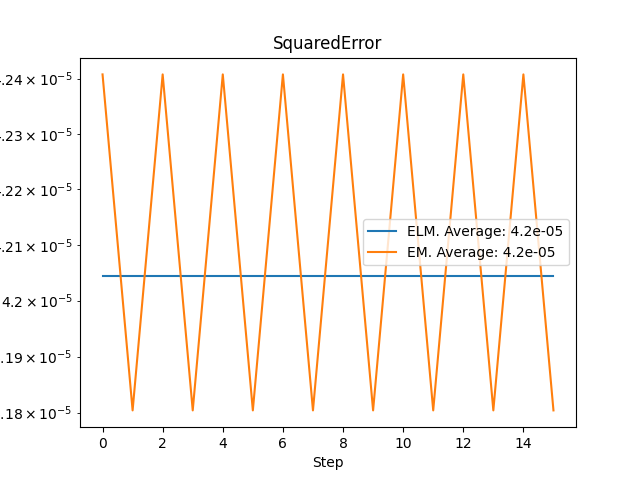 SquaredError
4.24 × 10⁻⁵
4.23 × 10⁻⁵
4.22 × 10⁻⁵
4.21 × 10⁻⁵
4.2 × 10⁻⁵
.19 × 10⁻⁵
.18 × 10⁻⁵
ELM. Average: 4.2e-05
EM. Average: 4.2e-05
0 2 4 6 8 10 12 14
Step